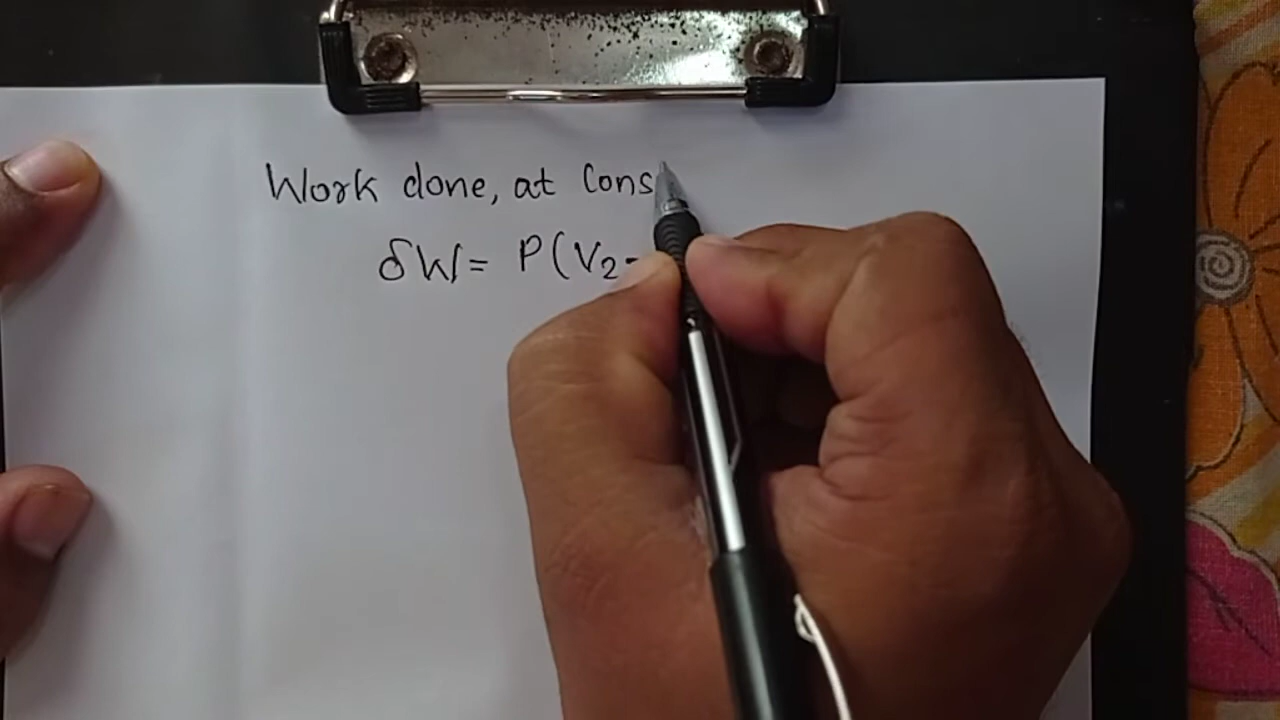 Work done, at Cons
δW = P(V₂ -